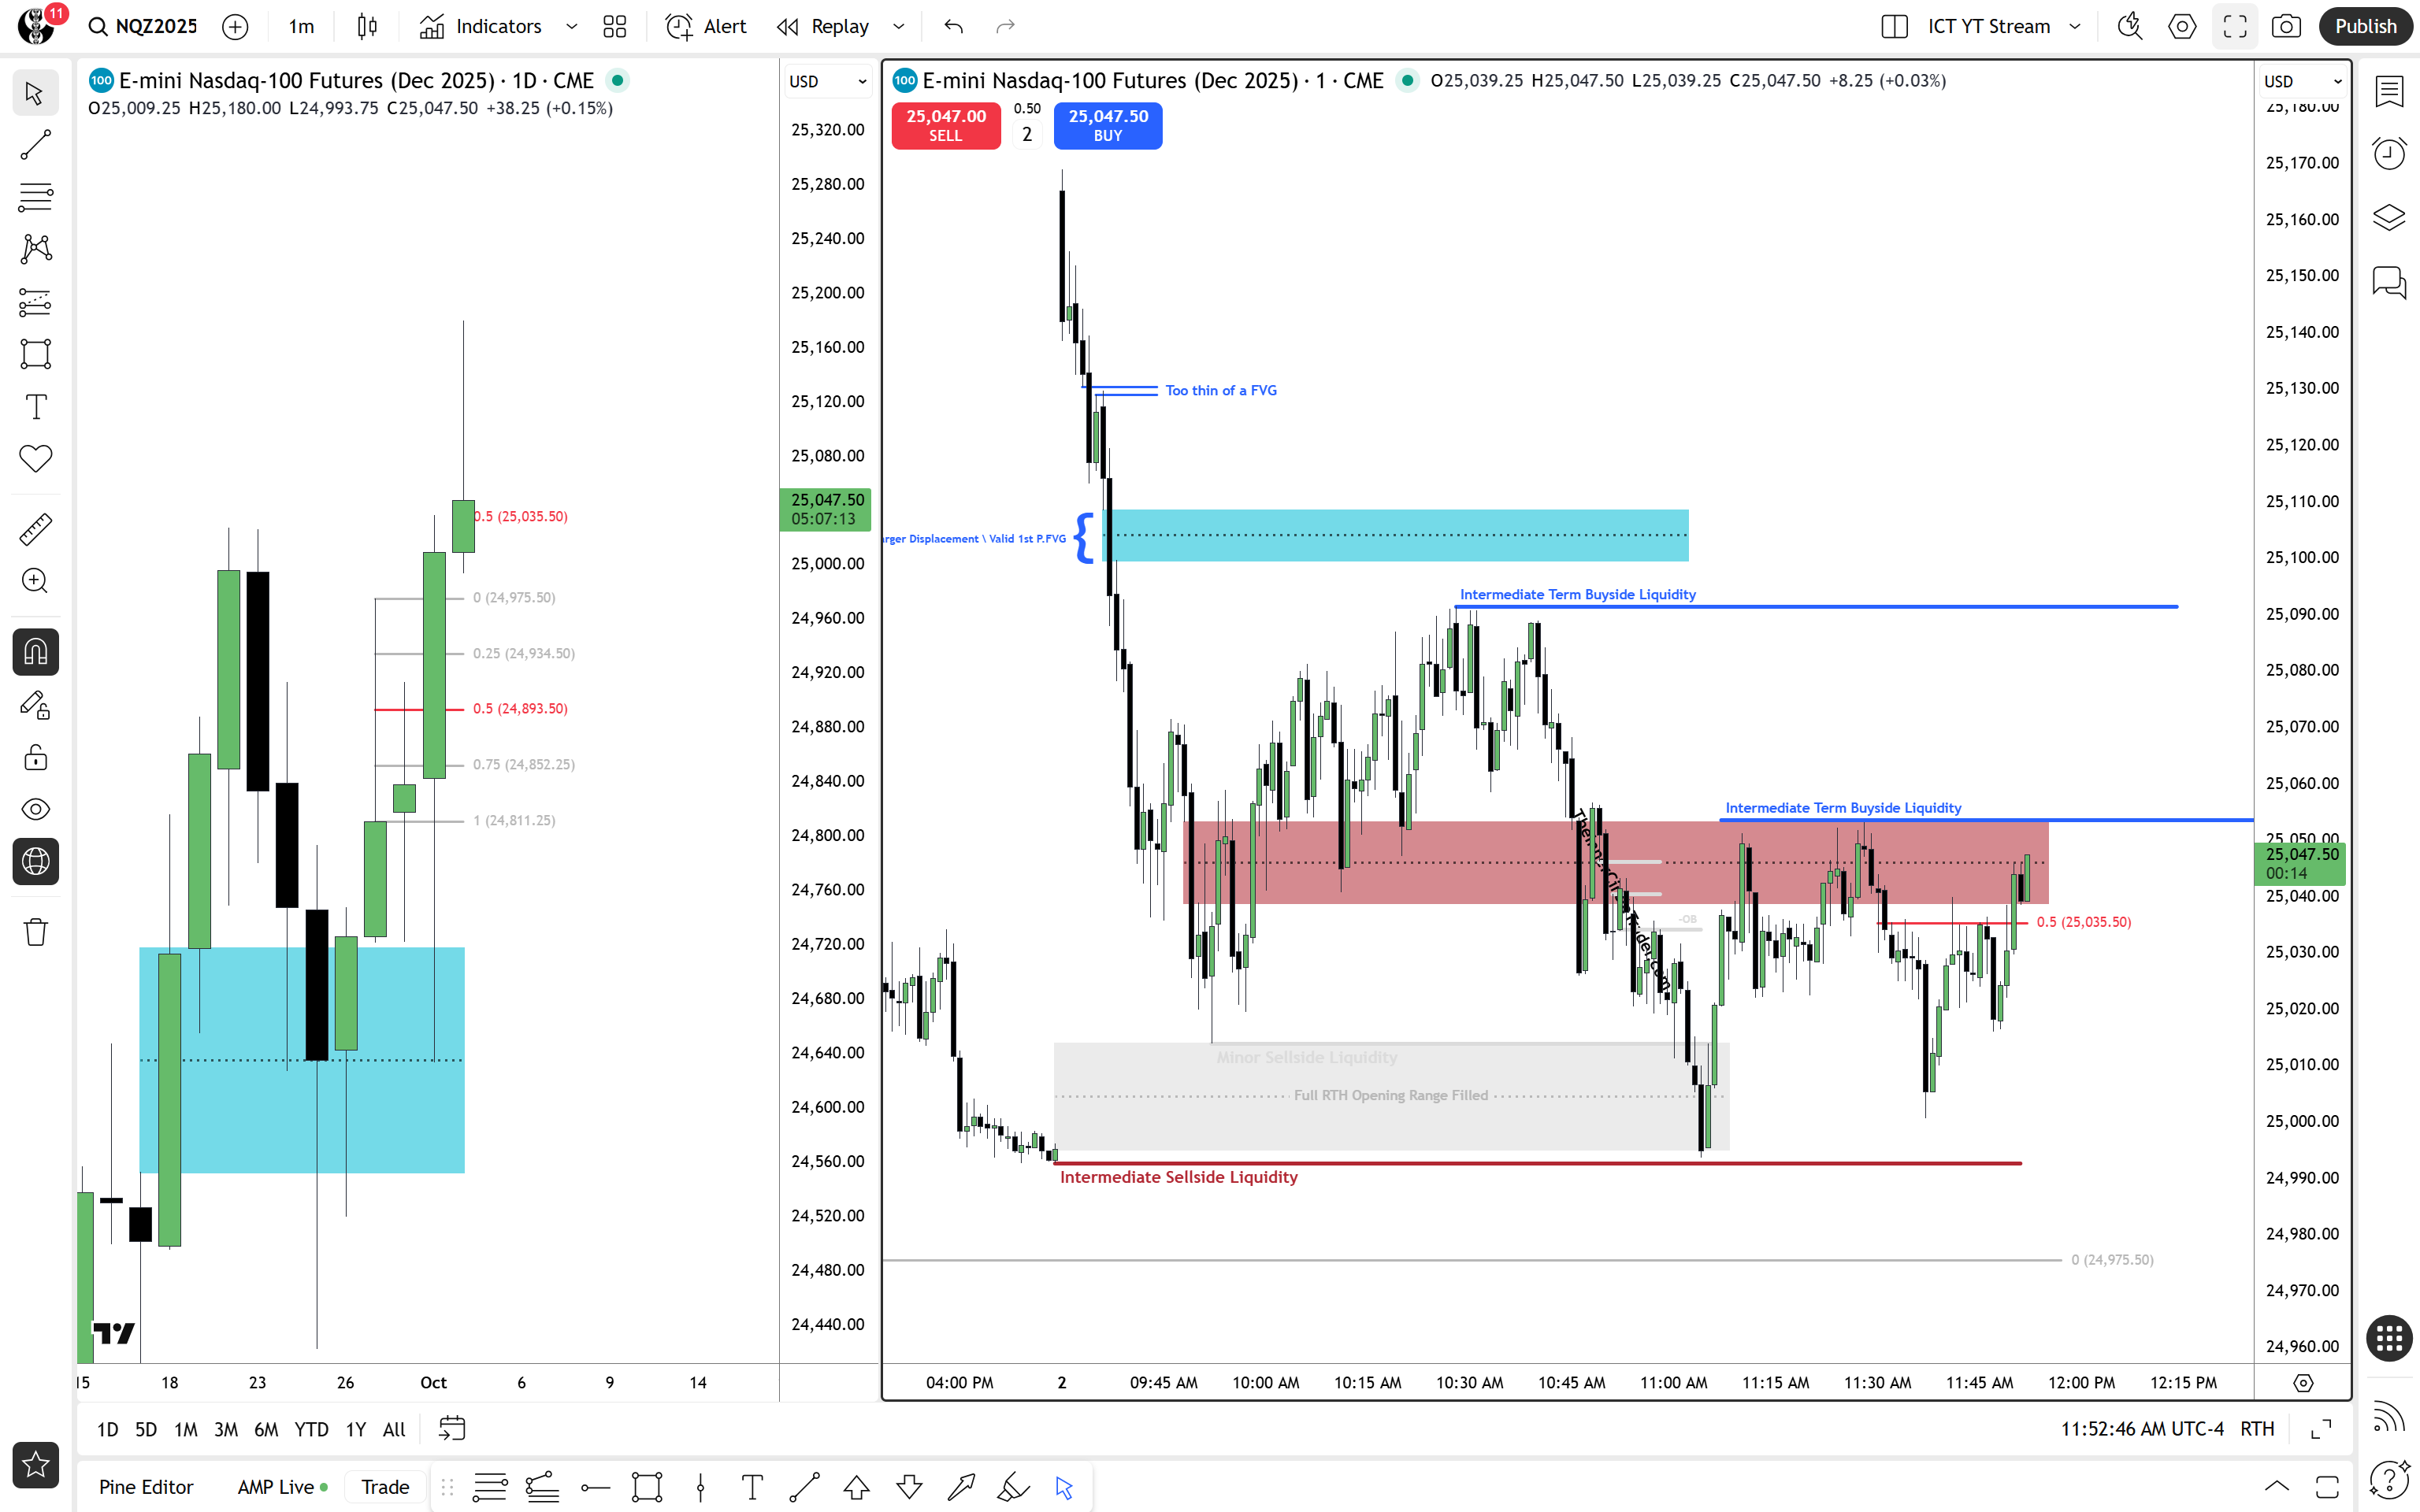 11
NQZ2025
1m
Indicators
Alert
Replay
ICT YT Stream
Publish
100 E-mini Nasdaq-100 Futures (Dec 2025) · 1D · CME
O25,009.25 H25,180.00 L24,993.75 C25,047.50 +38.25 (+0.15%)
USD
25,320.00
25,280.00
25,240.00
25,200.00
25,160.00
25,120.00
25,080.00
25,047.50
05:07:13
25,000.00
24,960.00
24,920.00
24,880.00
24,840.00
24,800.00
24,760.00
24,720.00
24,680.00
24,640.00
24,600.00
24,560.00
24,520.00
24,480.00
24,440.00
0.5 (25,035.50)
0 (24,975.50)
0.25 (24,934.50)
0.5 (24,893.50)
0.75 (24,852.25)
1 (24,811.25)
15
18
23
26
Oct
6
9
14
100 E-mini Nasdaq-100 Futures (Dec 2025) · 1 · CME
O25,039.25 H25,047.50 L25,039.25 C25,047.50 +8.25 (+0.03%)
25,047.00
SELL
0.50
2
25,047.50
BUY
USD
25,180.00
25,170.00
25,160.00
25,150.00
25,140.00
25,130.00
25,120.00
25,110.00
25,100.00
25,090.00
25,080.00
25,070.00
25,060.00
25,050.00
25,047.50
00:14
25,040.00
25,030.00
25,020.00
25,010.00
25,000.00
24,990.00
24,980.00
24,970.00
24,960.00
Too thin of a FVG
arger Displacement \ Valid 1st P.FVG
Intermediate Term Buyside Liquidity
Intermediate Term Buyside Liquidity
-OB
0.5 (25,035.50)
Minor Sellside Liquidity
Full RTH Opening Range Filled
Intermediate Sellside Liquidity
0 (24,975.50)
04:00 PM
2
09:45 AM
10:00 AM
10:15 AM
10:30 AM
10:45 AM
11:00 AM
11:15 AM
11:30 AM
11:45 AM
12:00 PM
12:15 PM
1D
5D
1M
3M
6M
YTD
1Y
All
11:52:46 AM UTC-4
RTH
Pine Editor
AMP Live
Trade